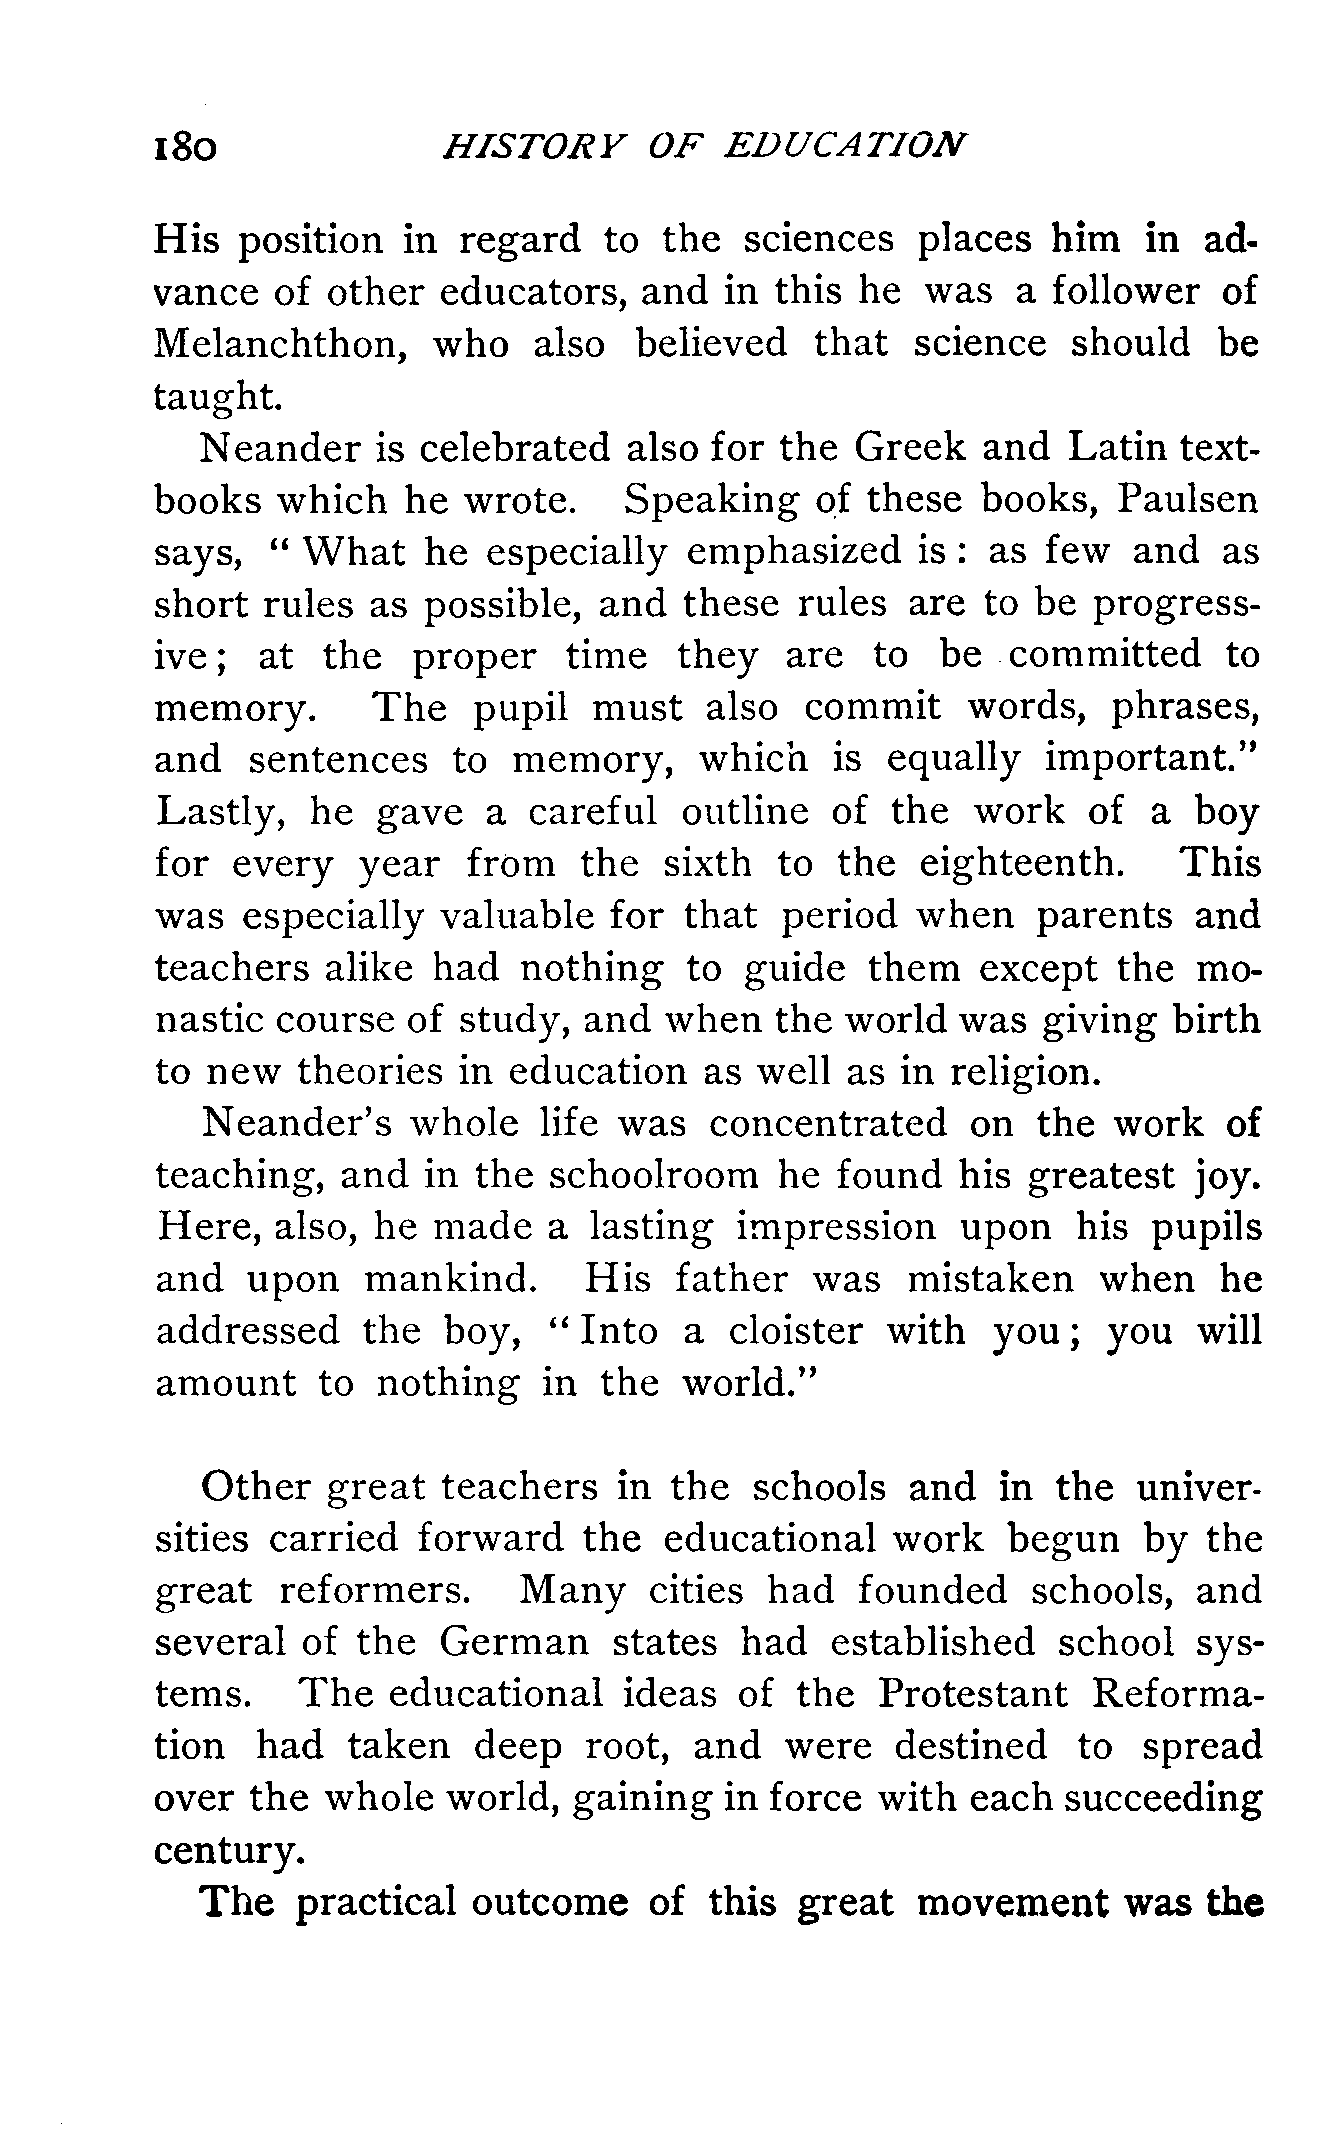 180 HISTORY OF EDUCATION
His position in regard to the sciences places him in ad-
vance of other educators, and in this he was a follower of
Melanchthon, who also believed that science should be
taught.
Neander is celebrated also for the Greek and Latin text-
books which he wrote. Speaking of these books, Paulsen
says, “ What he especially emphasized is : as few and as
short rules as possible, and these rules are to be progress-
ive ; at the proper time they are to be committed to
memory. The pupil must also commit words, phrases,
and sentences to memory, which is equally important.”
Lastly, he gave a careful outline of the work of a boy
for every year from the sixth to the eighteenth. This
was especially valuable for that period when parents and
teachers alike had nothing to guide them except the mo-
nastic course of study, and when the world was giving birth
to new theories in education as well as in religion.
Neander's whole life was concentrated on the work of
teaching, and in the schoolroom he found his greatest joy.
Here, also, he made a lasting impression upon his pupils
and upon mankind. His father was mistaken when he
addressed the boy, “ Into a cloister with you ; you will
amount to nothing in the world.”
Other great teachers in the schools and in the univer-
sities carried forward the educational work begun by the
great reformers. Many cities had founded schools, and
several of the German states had established school sys-
tems. The educational ideas of the Protestant Reforma-
tion had taken deep root, and were destined to spread
over the whole world, gaining in force with each succeeding
century.
The practical outcome of this great movement was the